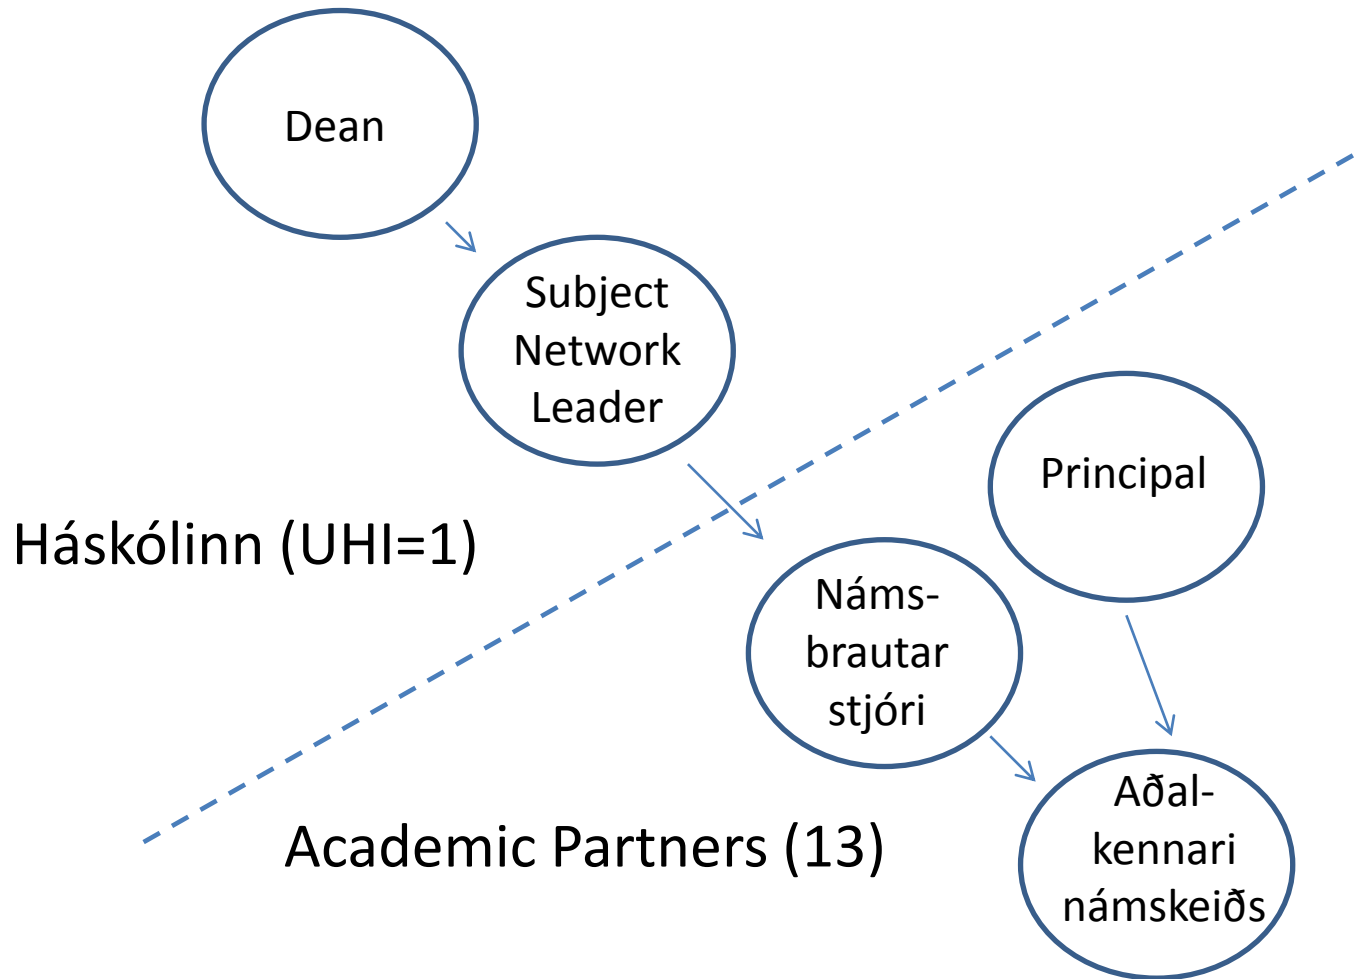 Dean
Subject
Network
Leader
Principal
Háskólinn (UHI=1)
Náms-
brautar
stjóri
Aðal-
kennari
námskeiðs
Academic Partners (13)